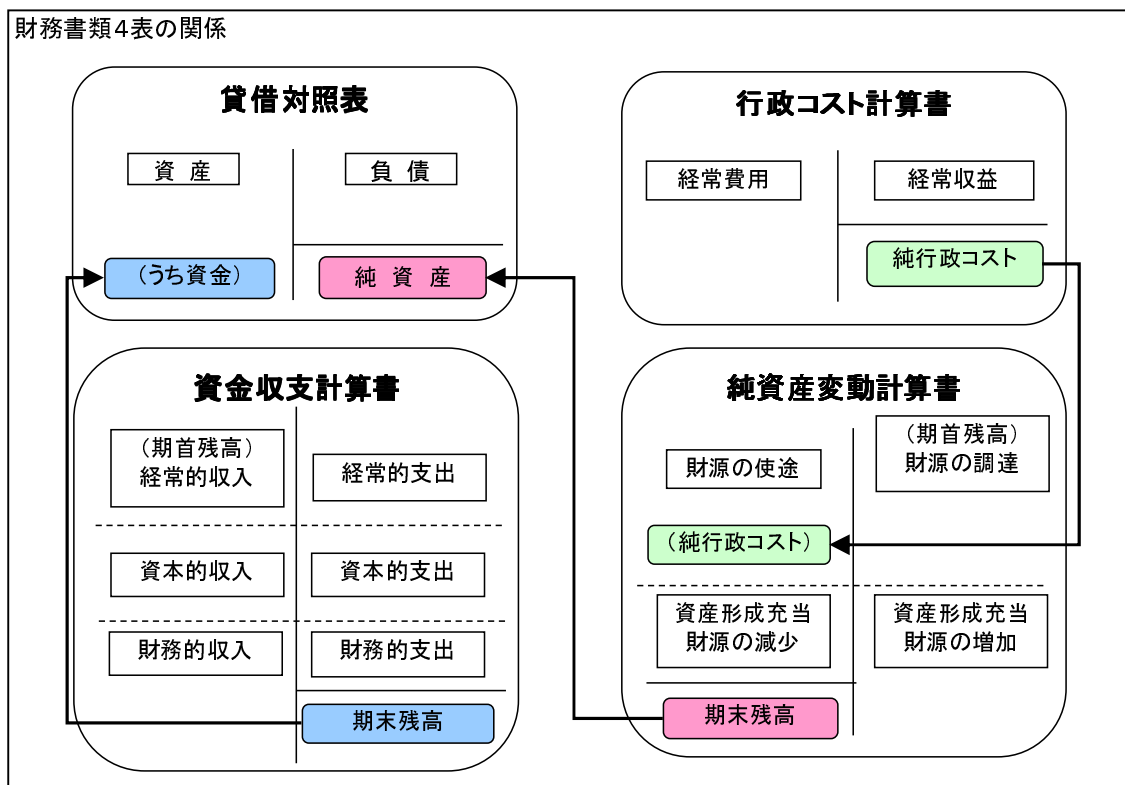 財務書類4表の関係
貸借対照表
資 産
負 債
(うち資金)
純 資 産
行政コスト計算書
経常費用
経常収益
純行政コスト
資金収支計算書
(期首残高)
経常的収入
経常的支出
資本的収入
資本的支出
財務的収入
財務的支出
期末残高
純資産変動計算書
財源の使途
(期首残高)
財源の調達
(純行政コスト)
資産形成充当
財源の減少
資産形成充当
財源の増加
期末残高